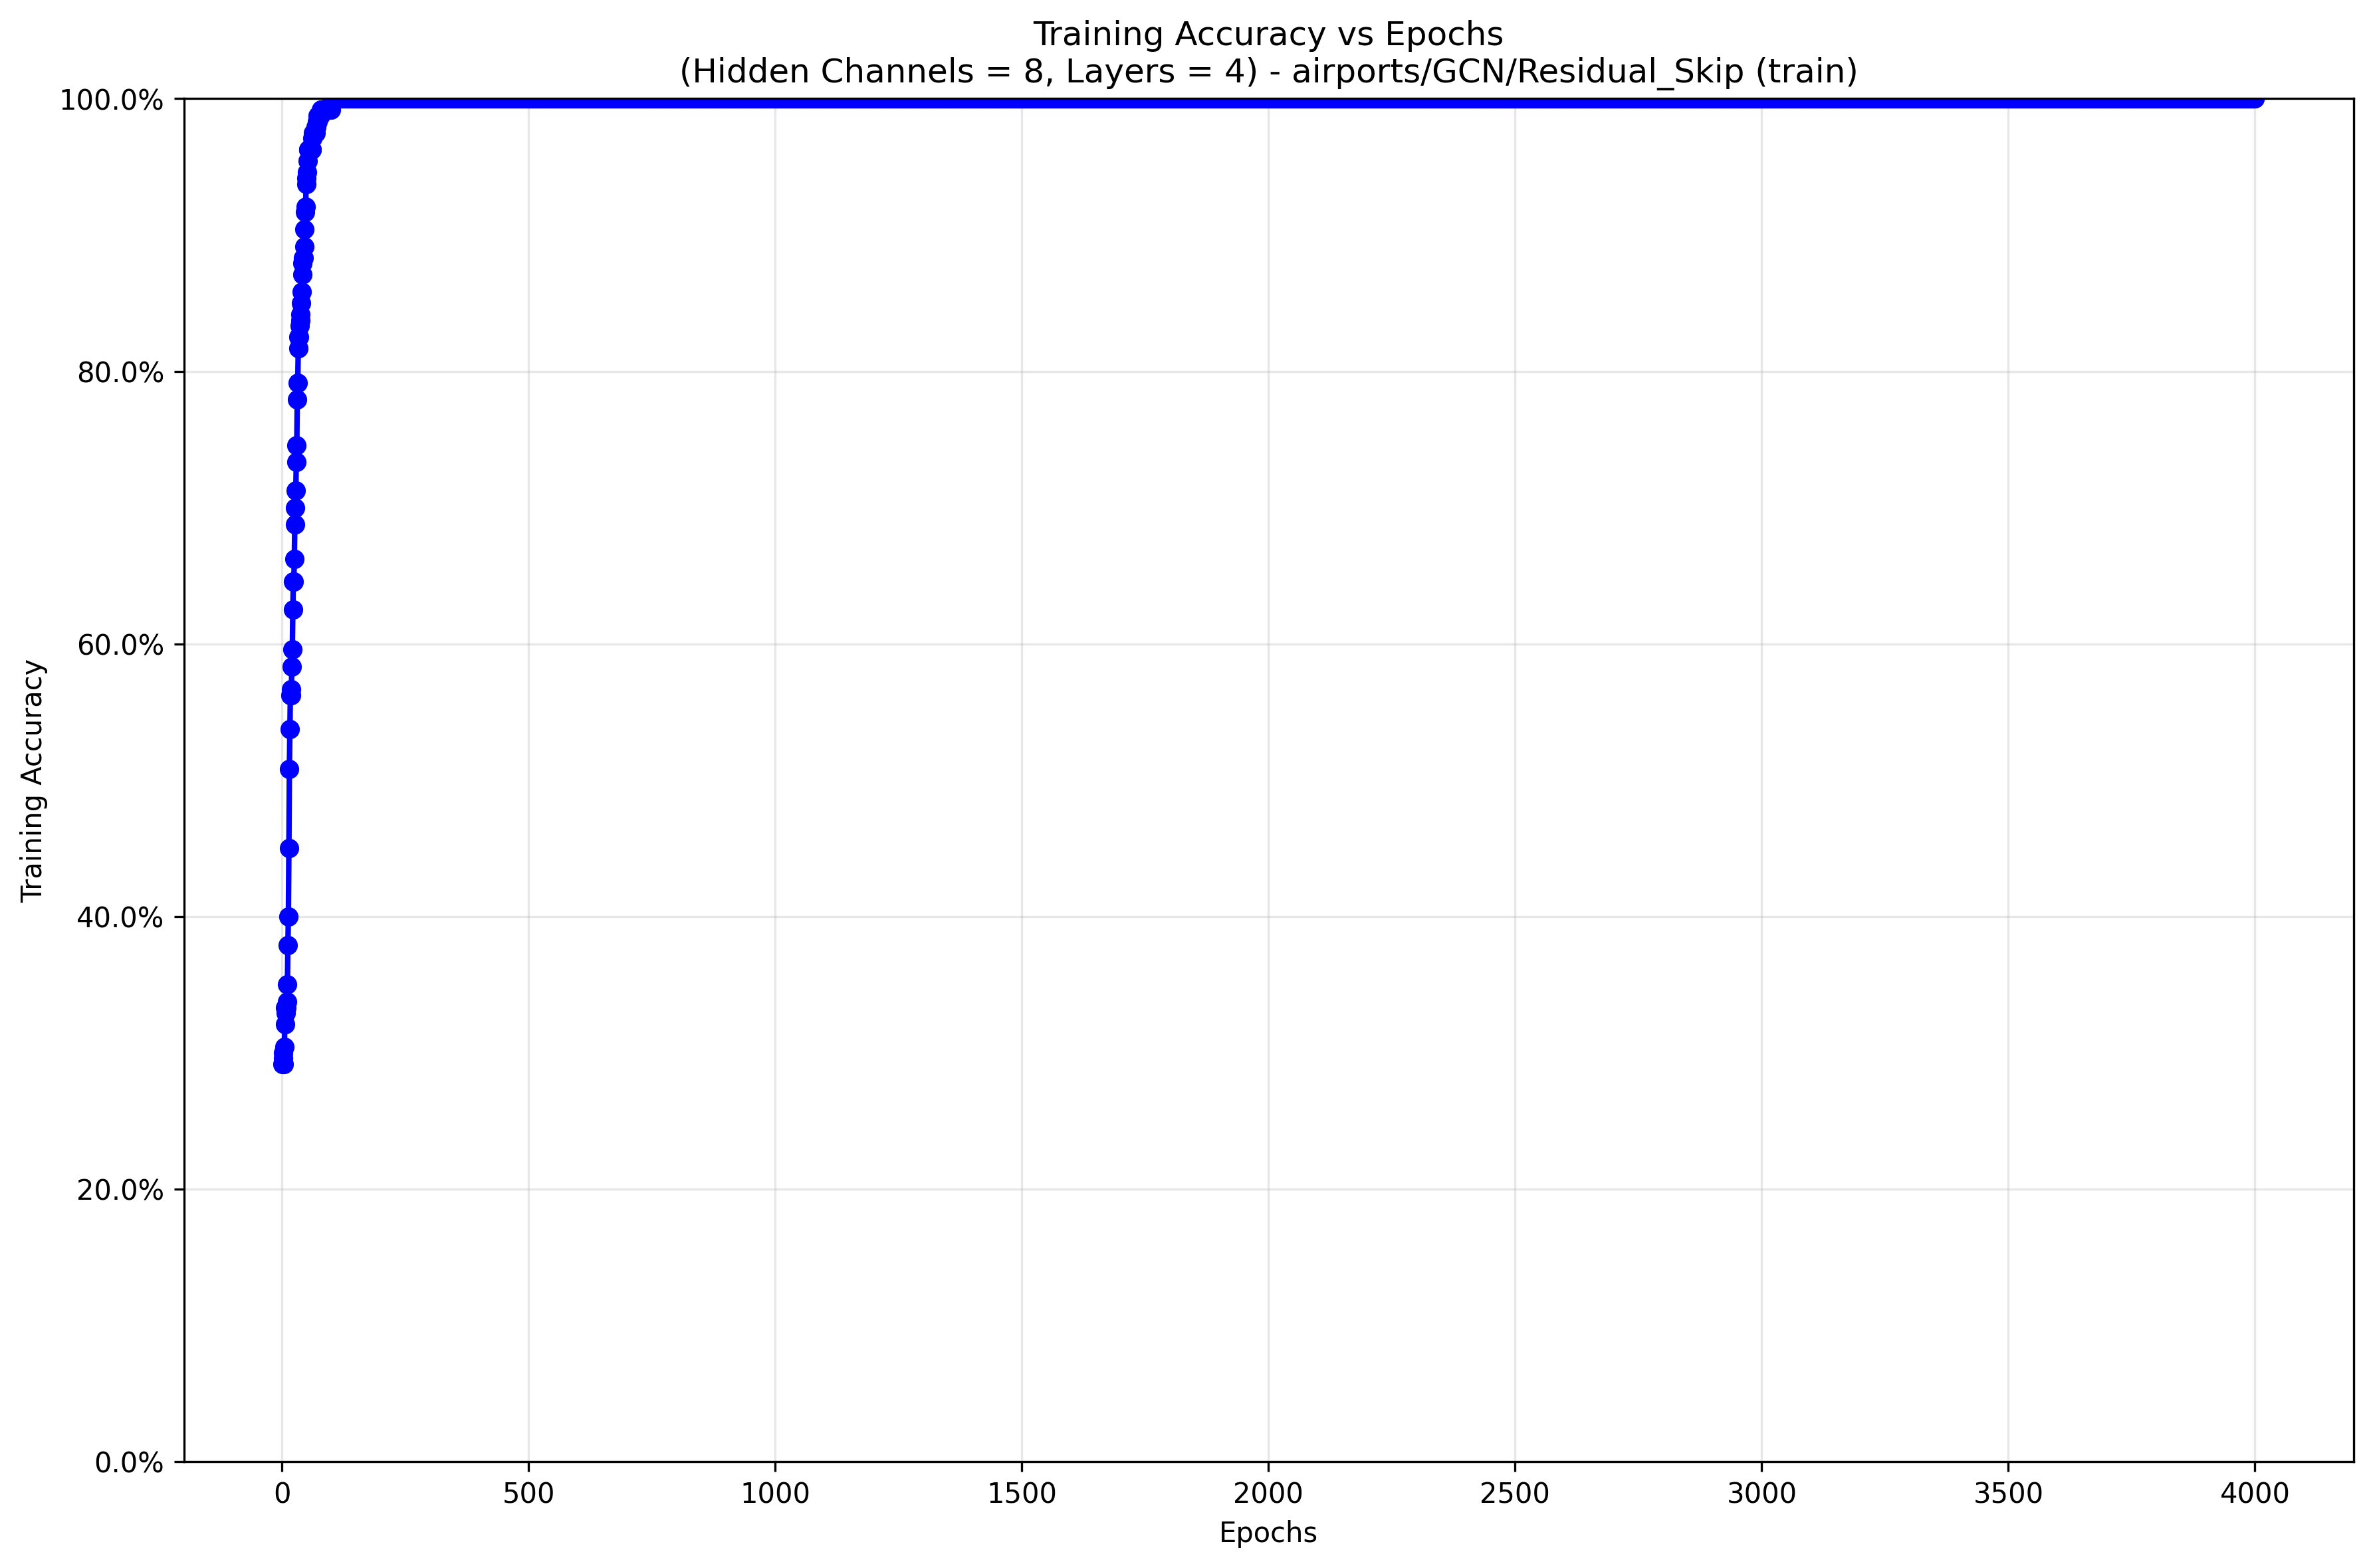 Training Accuracy vs Epochs
(Hidden Channels = 8, Layers = 4) - airports/GCN/Residual_Skip (train)
Training Accuracy
100.0%
80.0%
60.0%
40.0%
20.0%
0.0%
0 500 1000 1500 2000 2500 3000 3500 4000
Epochs